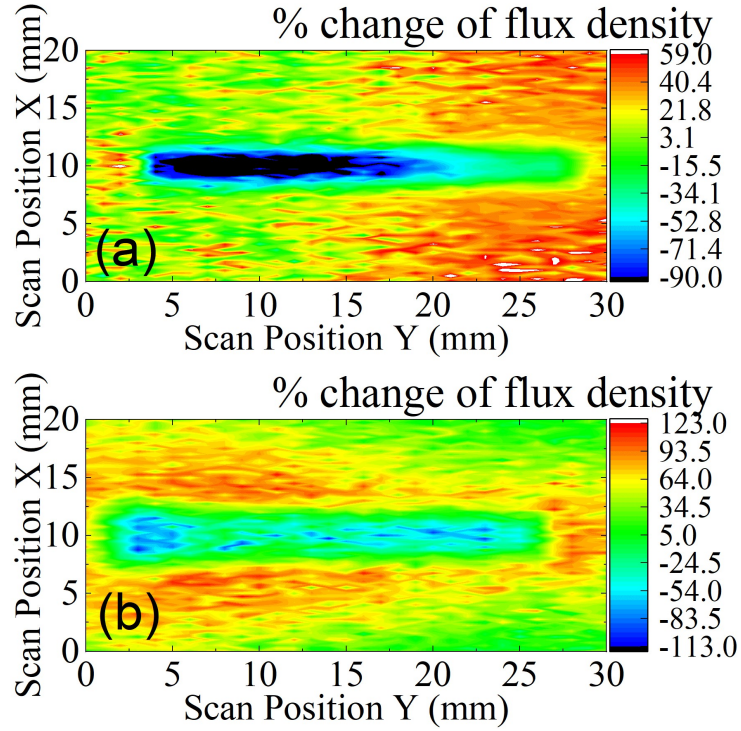 % change of flux density
Scan Position X (mm)
20
15
10
5
0
(a)
0 5 10 15 20 25 30
Scan Position Y (mm)
59.0
40.4
21.8
3.1
-15.5
-34.1
-52.8
-71.4
-90.0
% change of flux density
Scan Position X (mm)
20
15
10
5
0
(b)
0 5 10 15 20 25 30
Scan Position Y (mm)
123.0
93.5
64.0
34.5
5.0
-24.5
-54.0
-83.5
-113.0